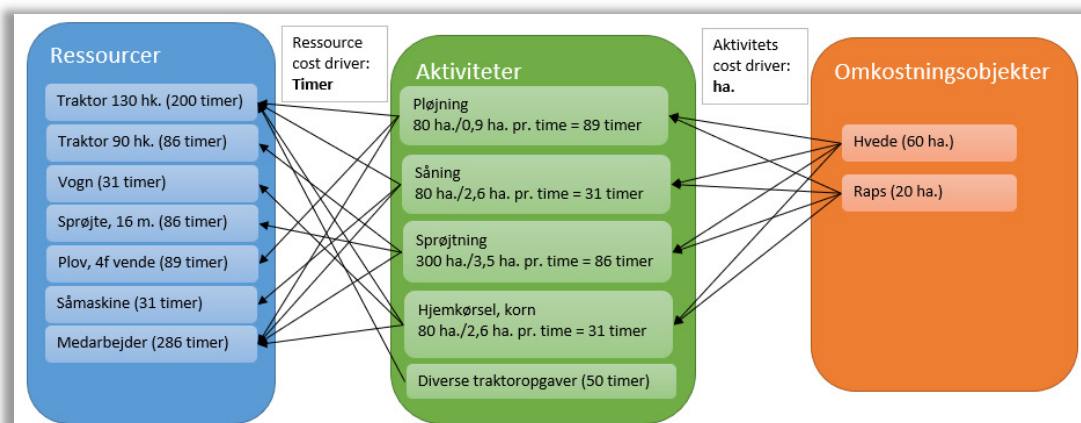 Ressourcer
Traktor 130 hk. (200 timer)
Traktor 90 hk. (86 timer)
Vogn (31 timer)
Sprøjte, 16 m. (86 timer)
Plov, 4f vende (89 timer)
Såmaskine (31 timer)
Medarbejder (286 timer)
Ressource
cost driver:
Timer
Aktiviteter
Pløjning
80 ha./0,9 ha. pr. time = 89 timer
Såning
80 ha./2,6 ha. pr. time = 31 timer
Sprøjtning
300 ha./3,5 ha. pr. time = 86 timer
Hjemkørsel, korn
80 ha./2,6 ha. pr. time = 31 timer
Diverse traktoropgaver (50 timer)
Aktivitets
cost driver:
ha.
Omkostningsobjekter
Hvede (60 ha.)
Raps (20 ha.)